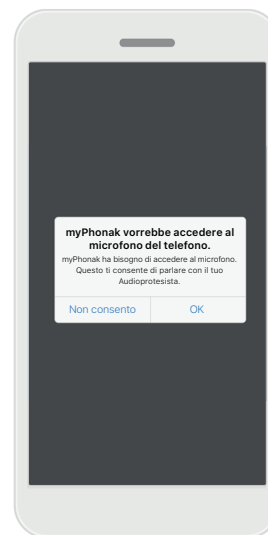 myPhonak vorrebbe accedere al
microfono del telefono.
myPhonak ha bisogno di accedere al microfono.
Questo ti consente di parlare con il tuo
Audioprotesista.
Non consento OK